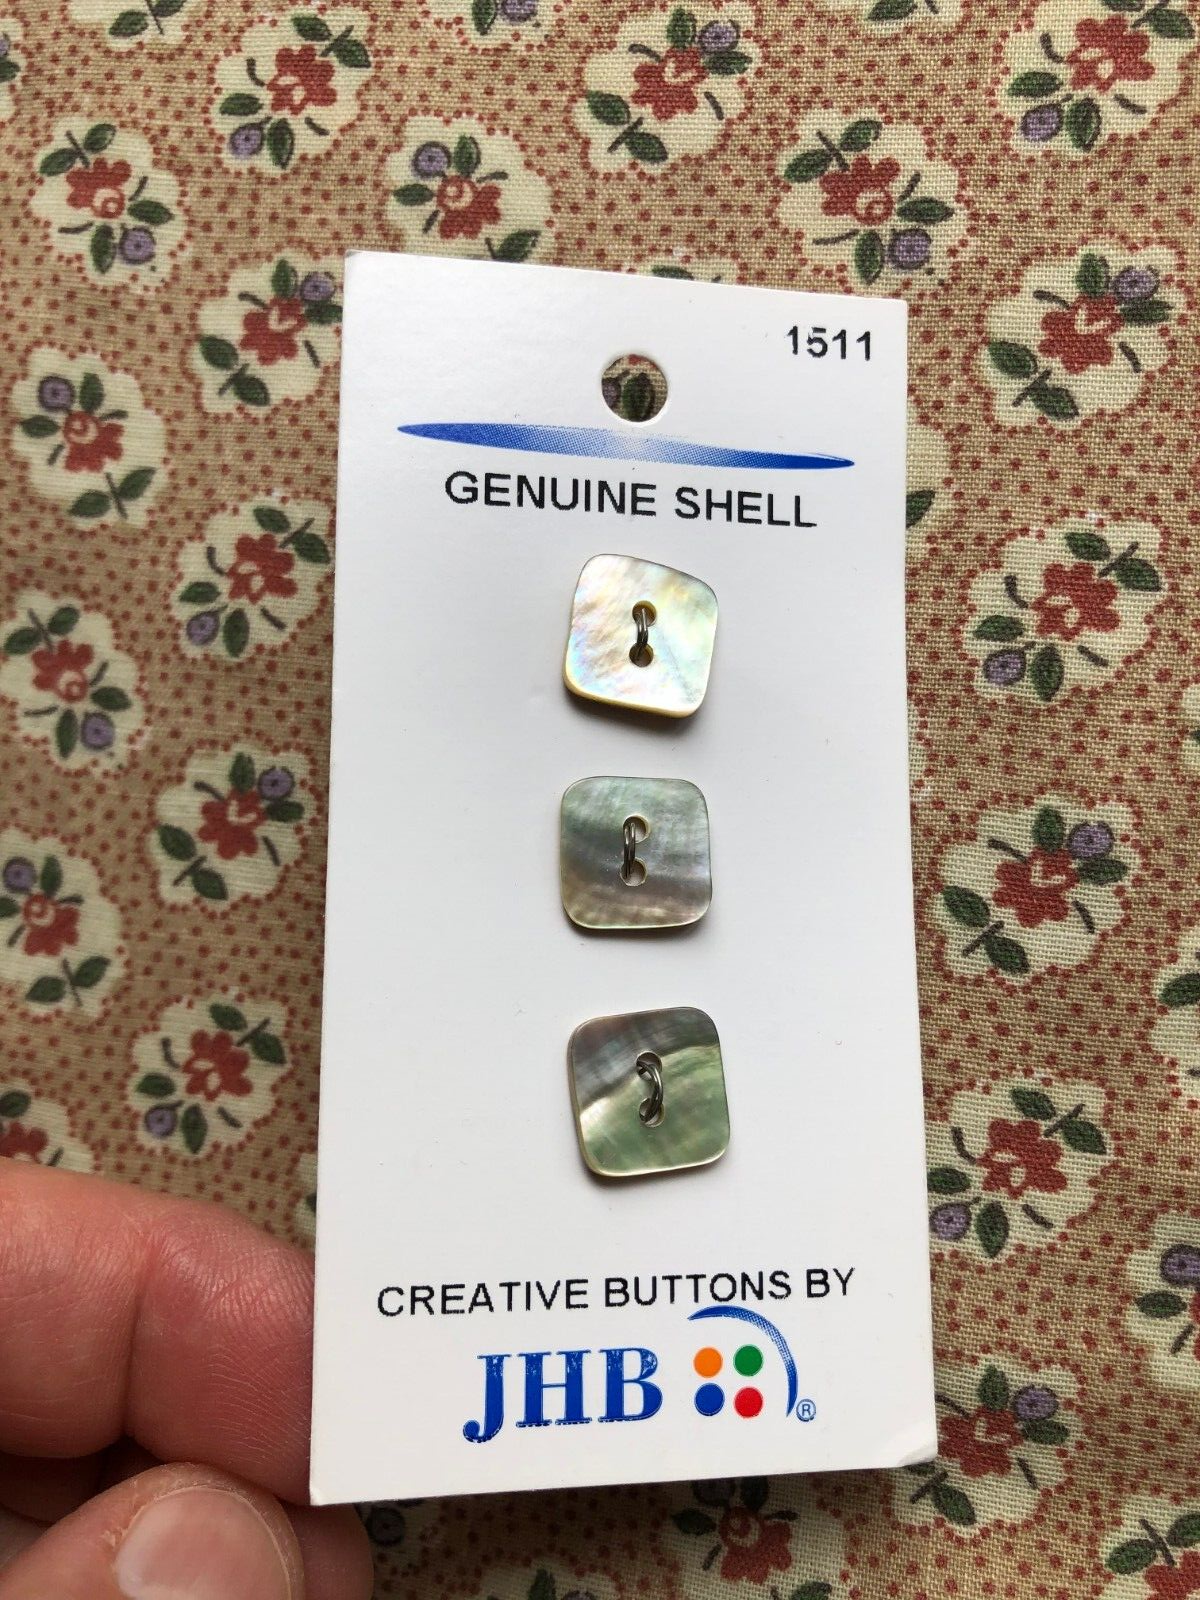 1511
GENUINE SHELL
CREATIVE BUTTONS BY
JHB ®